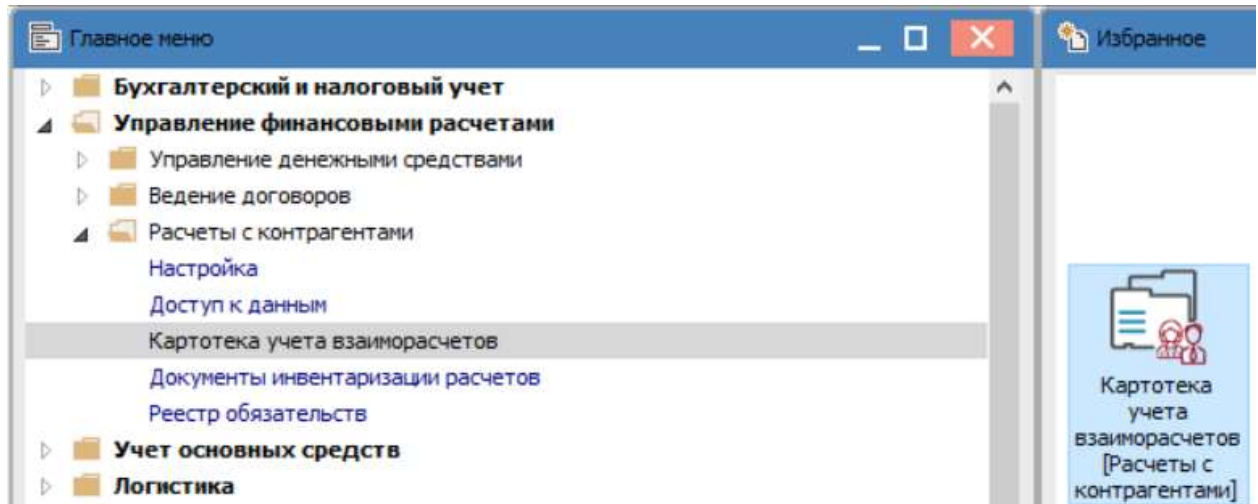 Главное меню
Бухгалтерский и налоговый учет
Управление финансовыми расчетами
Управление денежными средствами
Ведение договоров
Расчеты с контрагентами
Настройка
Доступ к данным
Картотека учета взаиморасчетов
Документы инвентаризации расчетов
Реестр обязательств
Учет основных средств
Логистика
Избранное
Картотека
учета
взаиморасчетов
[Расчеты с
контрагентами]